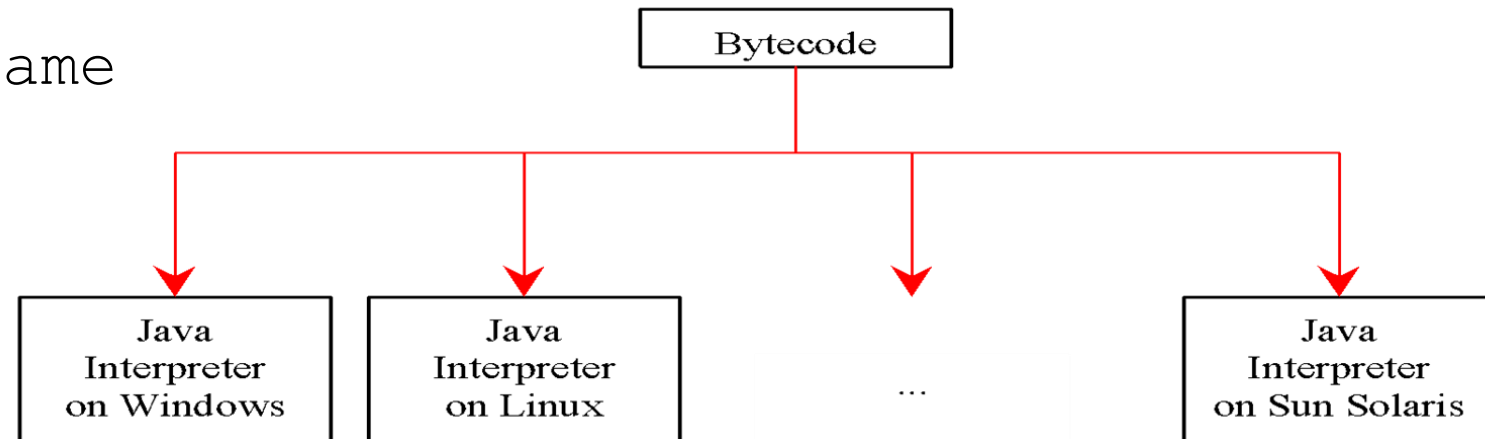 ame
Bytecode
Java
Interpreter
on Windows
Java
Interpreter
on Linux
...
Java
Interpreter
on Sun Solaris